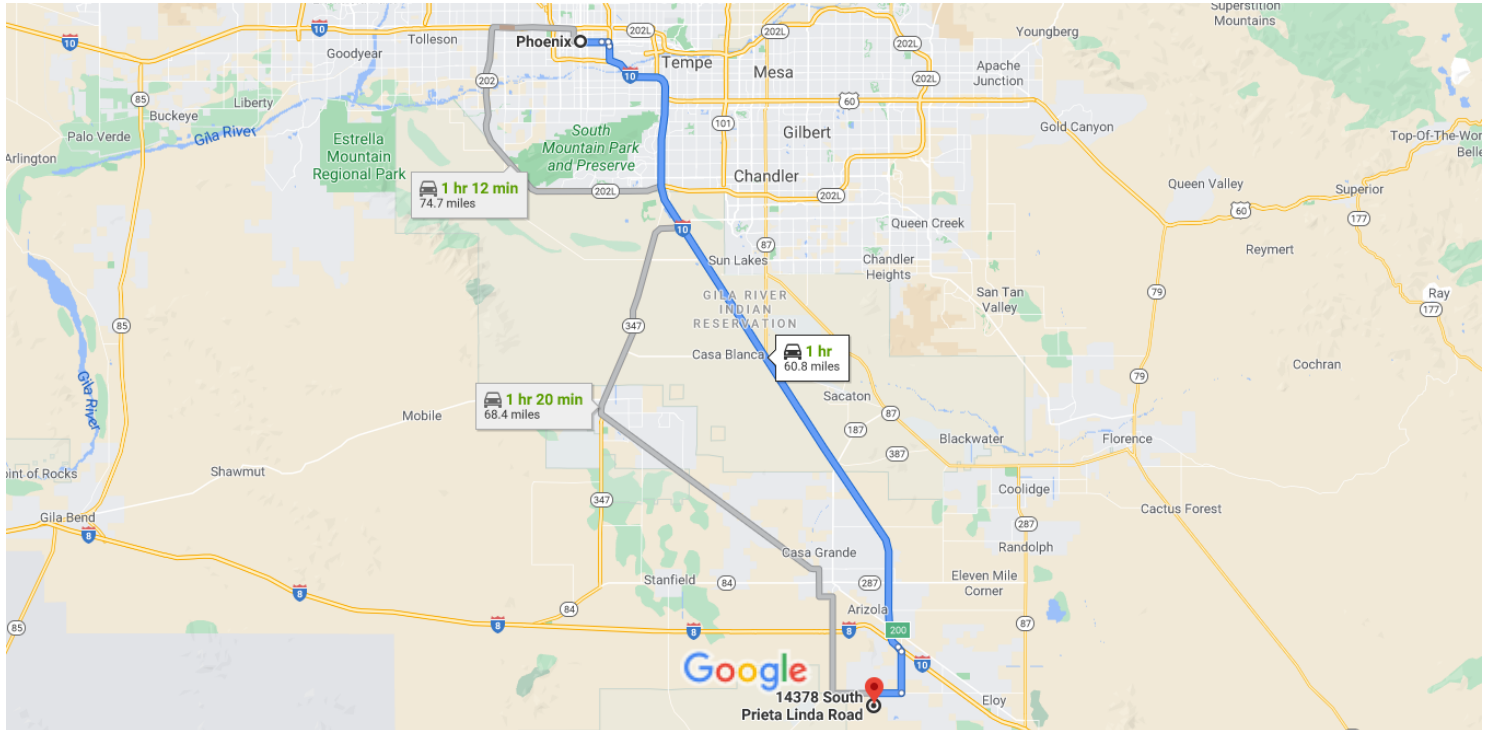 Superstition
Mountains
10
10
Tolleson
Phoenix
202L
202L
Youngberg
Goodyear
10
Tempe
Mesa
202L
Apache
Junction
202
202L
85
Liberty
60
Buckeye
101
Gilbert
Gold Canyon
Palo Verde
Gila River
Estrella
Mountain
Regional Park
South
Mountain Park
and Preserve
Arlington
Top-Of-The-Wor
Belle
1 hr 12 min
74.7 miles
202L
Chandler
202L
Queen Valley
Superior
60
177
10
Queen Creek
87
Reymert
Sun Lakes
Chandler
Heights
GILA RIVER
INDIAN
RESERVATION
San Tan
Valley
79
Ray
177
85
347
Casa Blanca
1 hr
60.8 miles
Cochran
Gila River
79
1 hr 20 min
68.4 miles
Sacaton
Mobile
87
187
Blackwater
Florence
387
oint of Rocks
Shawmut
Coolidge
347
Gila Bend
Cactus Forest
287
8
Randolph
Casa Grande
Stanfield
84
287
Eleven Mile
Corner
8
84
Arizola
85
8
8
8
200
87
10
Google
14378 South
Prieta Linda Road
Eloy